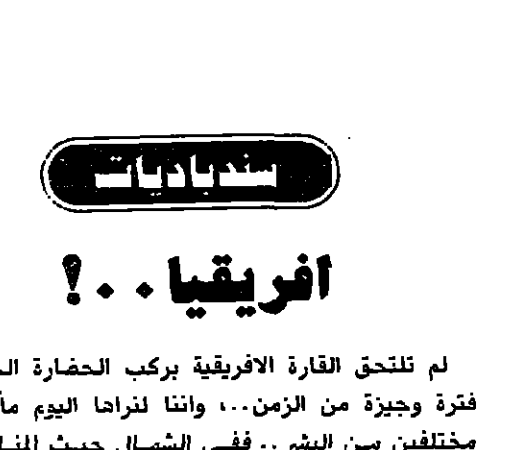 سندباديات
افريقيا..!
لم تلتحق القارة الافريقية بركب الحضارة
فترة وجيزة من الزمن..، واننا لنراها اليوم
مختلفين من البشر .. ففي الشمال حيث